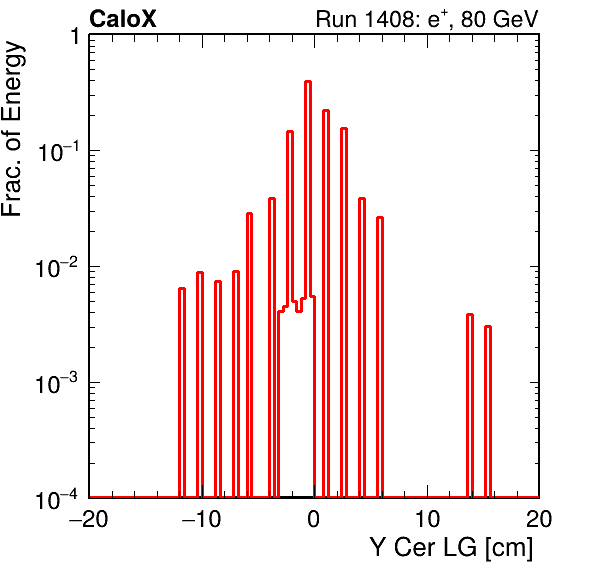 CaloX Run 1408: e⁺, 80 GeV
Frac. of Energy
1
10⁻¹
10⁻²
10⁻³
10⁻⁴
−20 −10 0 10 20
Y Cer LG [cm]